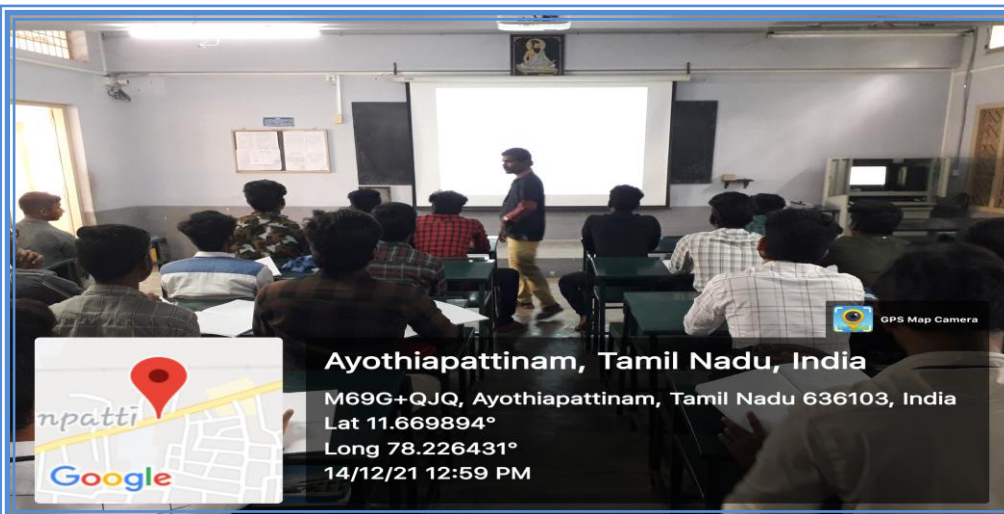 GPS Map Camera
Ayothiapattinam, Tamil Nadu, India
M69G+QJQ, Ayothiapattinam, Tamil Nadu 636103, India
Lat 11.669894°
Long 78.226431°
14/12/21 12:59 PM
npatti
Google